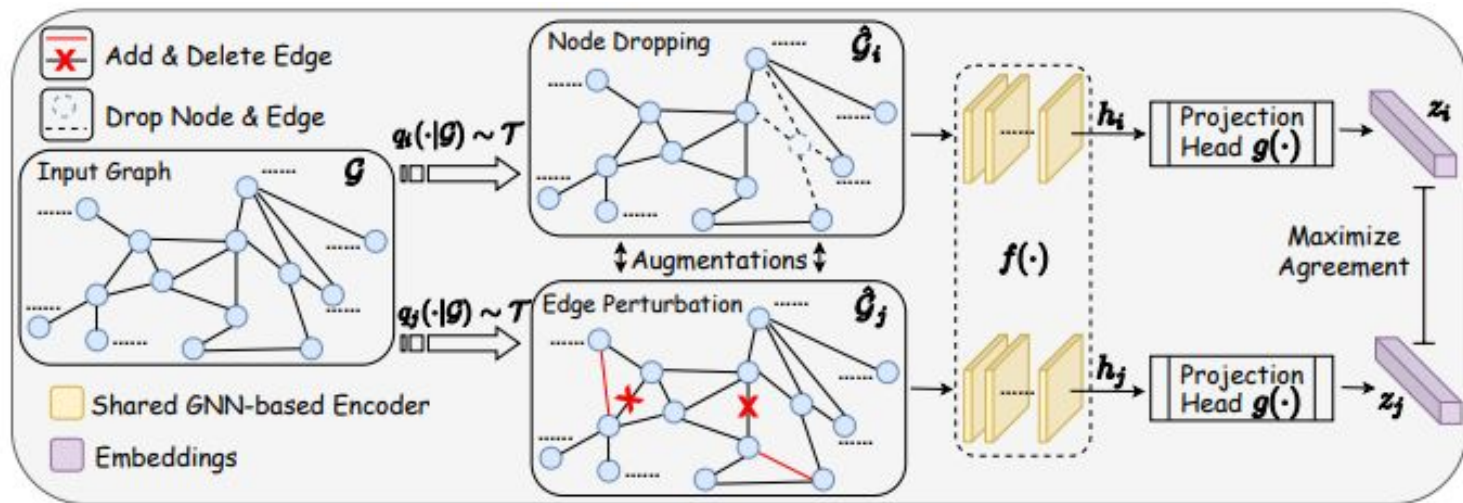 Add & Delete Edge
Drop Node & Edge
Input Graph
𝒢
......
......
......
......
......
......
qᵢ(·|𝒢) ~ 𝒯
qⱼ(·|𝒢) ~ 𝒯
Node Dropping
𝒢̂ᵢ
......
......
......
......
......
......
Augmentations
Edge Perturbation
𝒢̂ⱼ
......
......
......
......
......
......
......
f(·)
......
hᵢ
hⱼ
Projection
Head g(·)
Projection
Head g(·)
zᵢ
Maximize
Agreement
zⱼ
Shared GNN-based Encoder
Embeddings